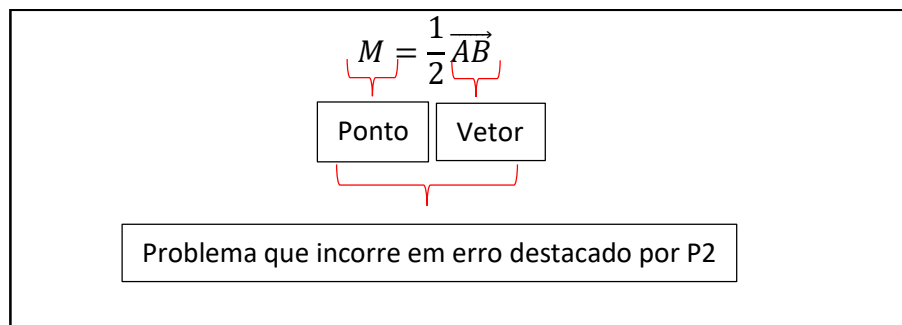 𝑀 = 1/2 𝐴𝐵⃗
Ponto Vetor
Problema que incorre em erro destacado por P2